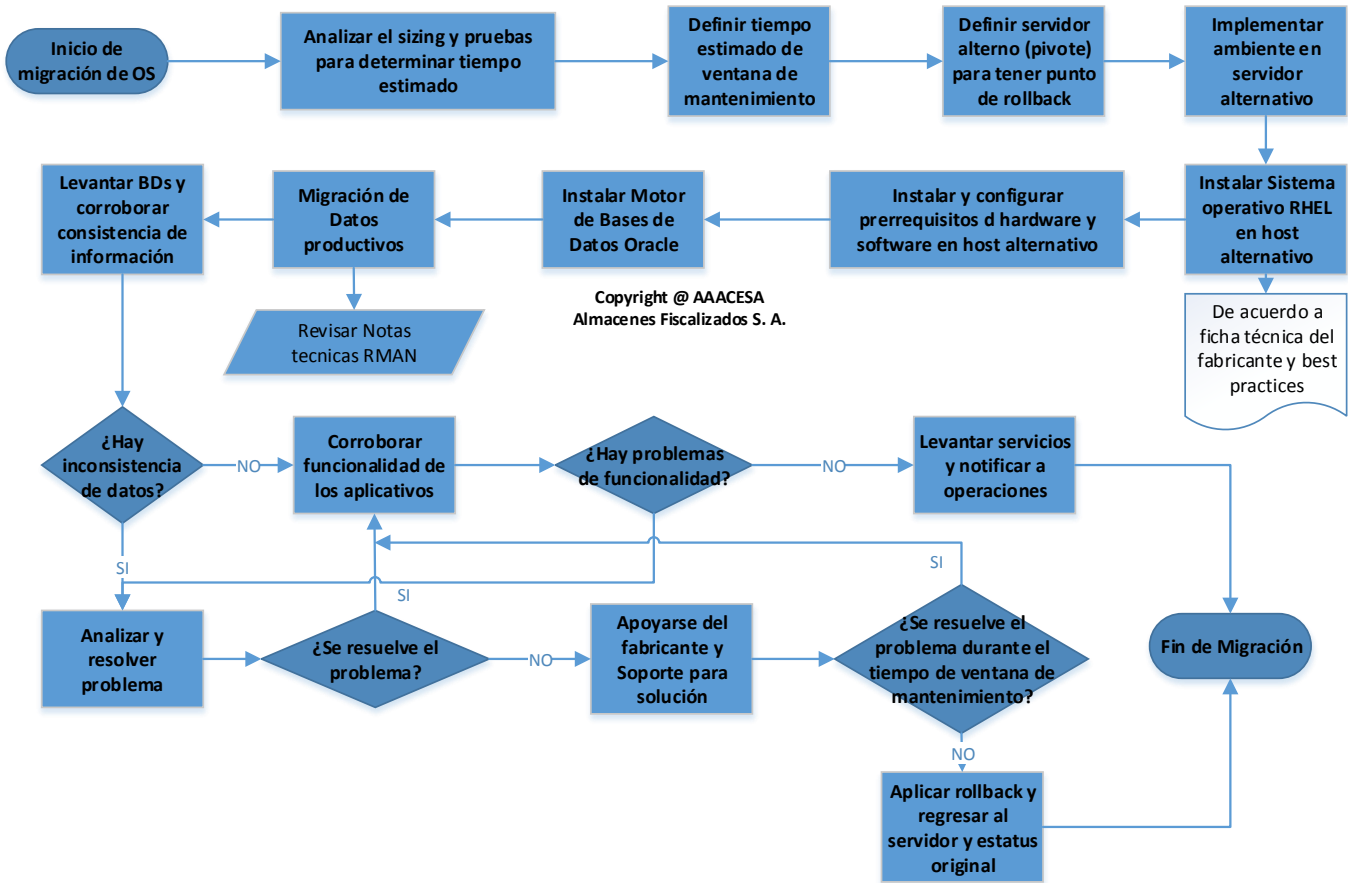 Inicio de
migración de OS
Analizar el sizing y pruebas
para determinar tiempo
estimado
Definir tiempo
estimado de
ventana de
mantenimiento
Definir servidor
alterno (pivote)
para tener punto
de rollback
Implementar
ambiente en
servidor
alternativo
Levantar BDs y
corroborar
consistencia de
información
Migración de
Datos
productivos
Instalar Motor
de Bases de
Datos Oracle
Instalar y configurar
prerrequisitos d hardware y
software en host alternativo
Instalar Sistema
operativo RHEL
en host
alternativo
Copyright @ AAACESA
Almacenes Fiscalizados S. A.
Revisar Notas
tecnicas RMAN
De acuerdo a
ficha técnica del
fabricante y best
practices
¿Hay
inconsistencia
de datos?
NO
Corroborar
funcionalidad de
los aplicativos
¿Hay problemas
de funcionalidad?
NO
Levantar servicios
y notificar a
operaciones
SI
SI
SI
Analizar y
resolver
problema
¿Se resuelve el
problema?
NO
Apoyarse del
fabricante y
Soporte para
solución
¿Se resuelve el
problema durante el
tiempo de ventana de
mantenimiento?
Fin de Migración
NO
Aplicar rollback y
regresar al
servidor y estatus
original